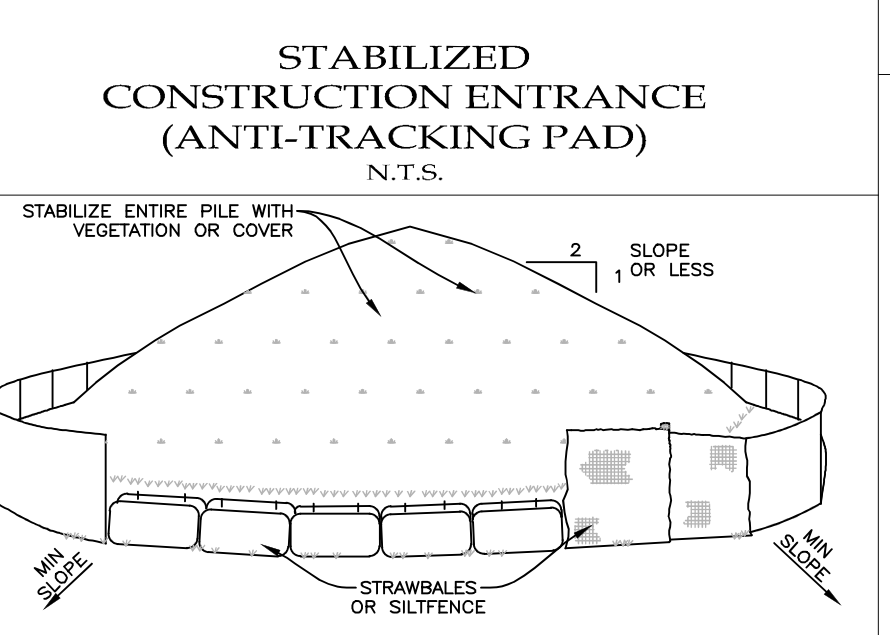 STABILIZED
CONSTRUCTION ENTRANCE
(ANTI-TRACKING PAD)
N.T.S.
STABILIZE ENTIRE PILE WITH
VEGETATION OR COVER
2
1
SLOPE
OR LESS
MIN
SLOPE
STRAWBALES
OR SILTFENCE
MIN
SLOPE